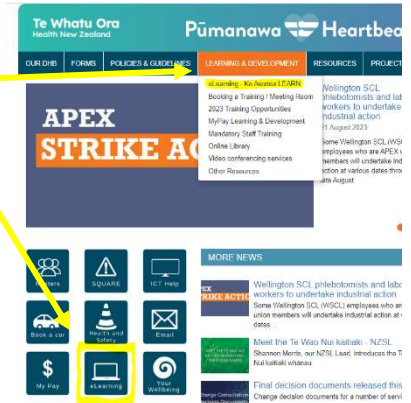 Te Whatu Ora
Health New Zealand
Pūmanawa
Heartbea
OUR DHB
FORMS
POLICIES & GUIDELINES
LEARNING & DEVELOPMENT
RESOURCES
PROJECT
eLearning - Ko Awatea LEARN
Booking a Training / Meeting Room
2023 Training Opportunities
MyPay Learning & Development
Mandatory Staff Training
Online Library
Video conferencing services
Other Resources
APEX
STRIKE AC
Wellington SCL
phlebotomists and lab
workers to undertake
industrial action
August 2023
Some Wellington SCL (WSC
employees who are APEX u
members will undertake ind
action at various dates thro
late August
SQUARE
ICT Help
Book a car
Health and
Safety
Email
My Pay
eLearning
Your
Wellbeing
MORE NEWS
Wellington SCL phlebotomists and labo
workers to undertake industrial action
Some Wellington SCL (WSCL) employees who are
union members will undertake industrial action at v
dates
Meet the Te Wao Nui kaitiaki - NZSL
Shannon Morris, our NZSL Lead, introduces the T
Nui kaitiaki whānau
Final decision documents released this
Change decision documents for a number of servi